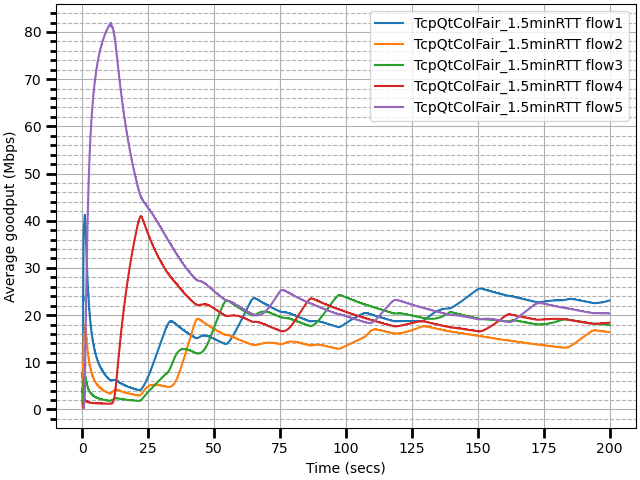 TcpQtColFair_1.5minRTT flow1
TcpQtColFair_1.5minRTT flow2
TcpQtColFair_1.5minRTT flow3
TcpQtColFair_1.5minRTT flow4
TcpQtColFair_1.5minRTT flow5
Average goodput (Mbps)
80
70
60
50
40
30
20
10
0
0 25 50 75 100 125 150 175 200
Time (secs)